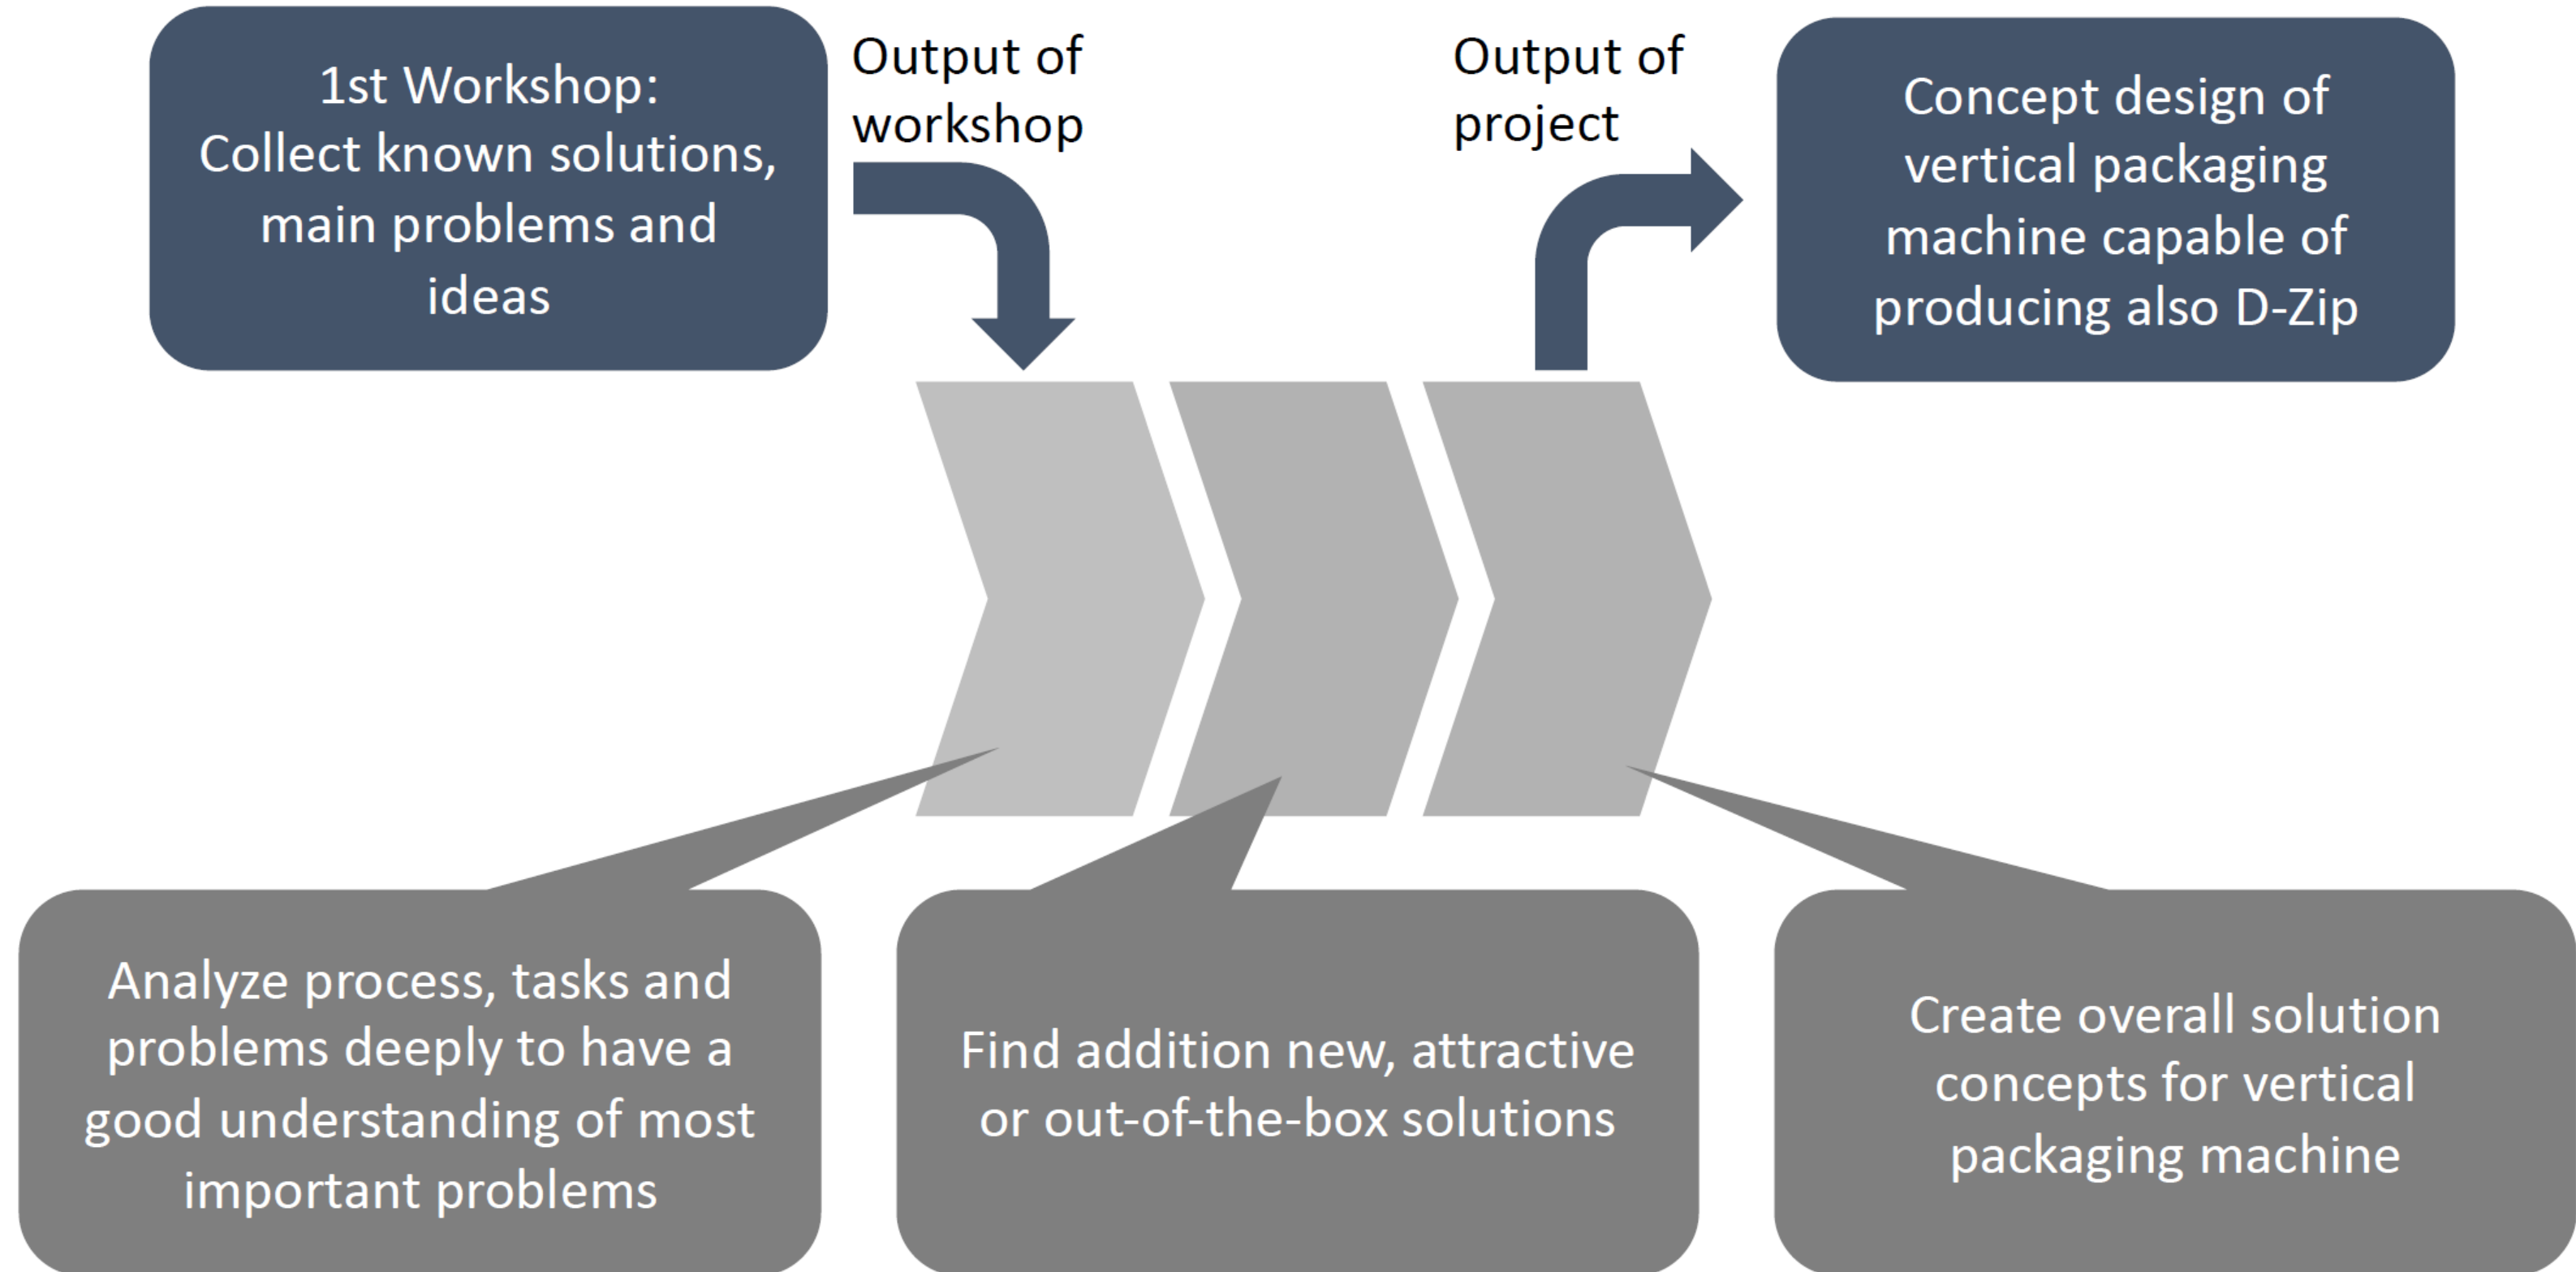 1st Workshop:
Collect known solutions,
main problems and
ideas
Output of
workshop
Output of
project
Concept design of
vertical packaging
machine capable of
producing also D-Zip
Analyze process, tasks and
problems deeply to have a
good understanding of most
important problems
Find addition new, attractive
or out-of-the-box solutions
Create overall solution
concepts for vertical
packaging machine